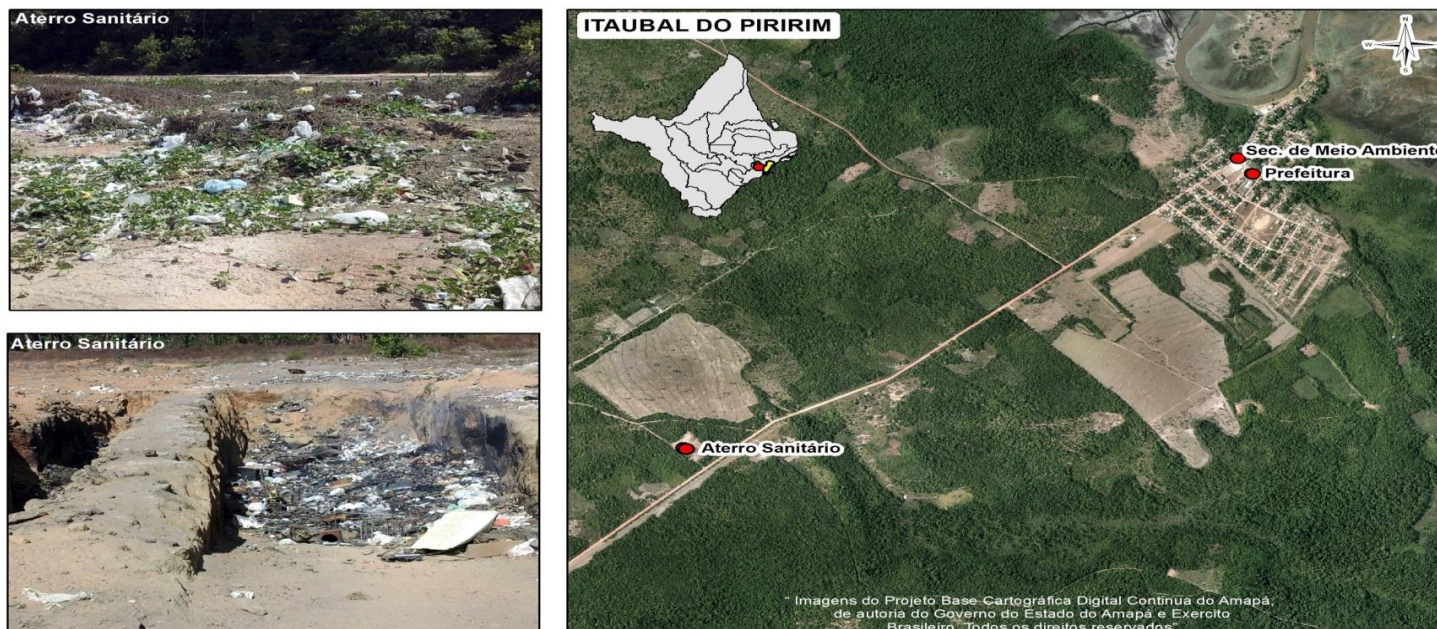 Aterro Sanitário
Aterro Sanitário
ITAUBAL DO PIRIRIM
N
W
S
Sec. de Meio Ambiente
Prefeitura
Aterro Sanitário
" Imagens do Projeto Base Cartográfica Digital Continua do Amapá,
de autoria do Governo do Estado do Amapá e Exercito
Brasileiro. Todos os direitos reservados"